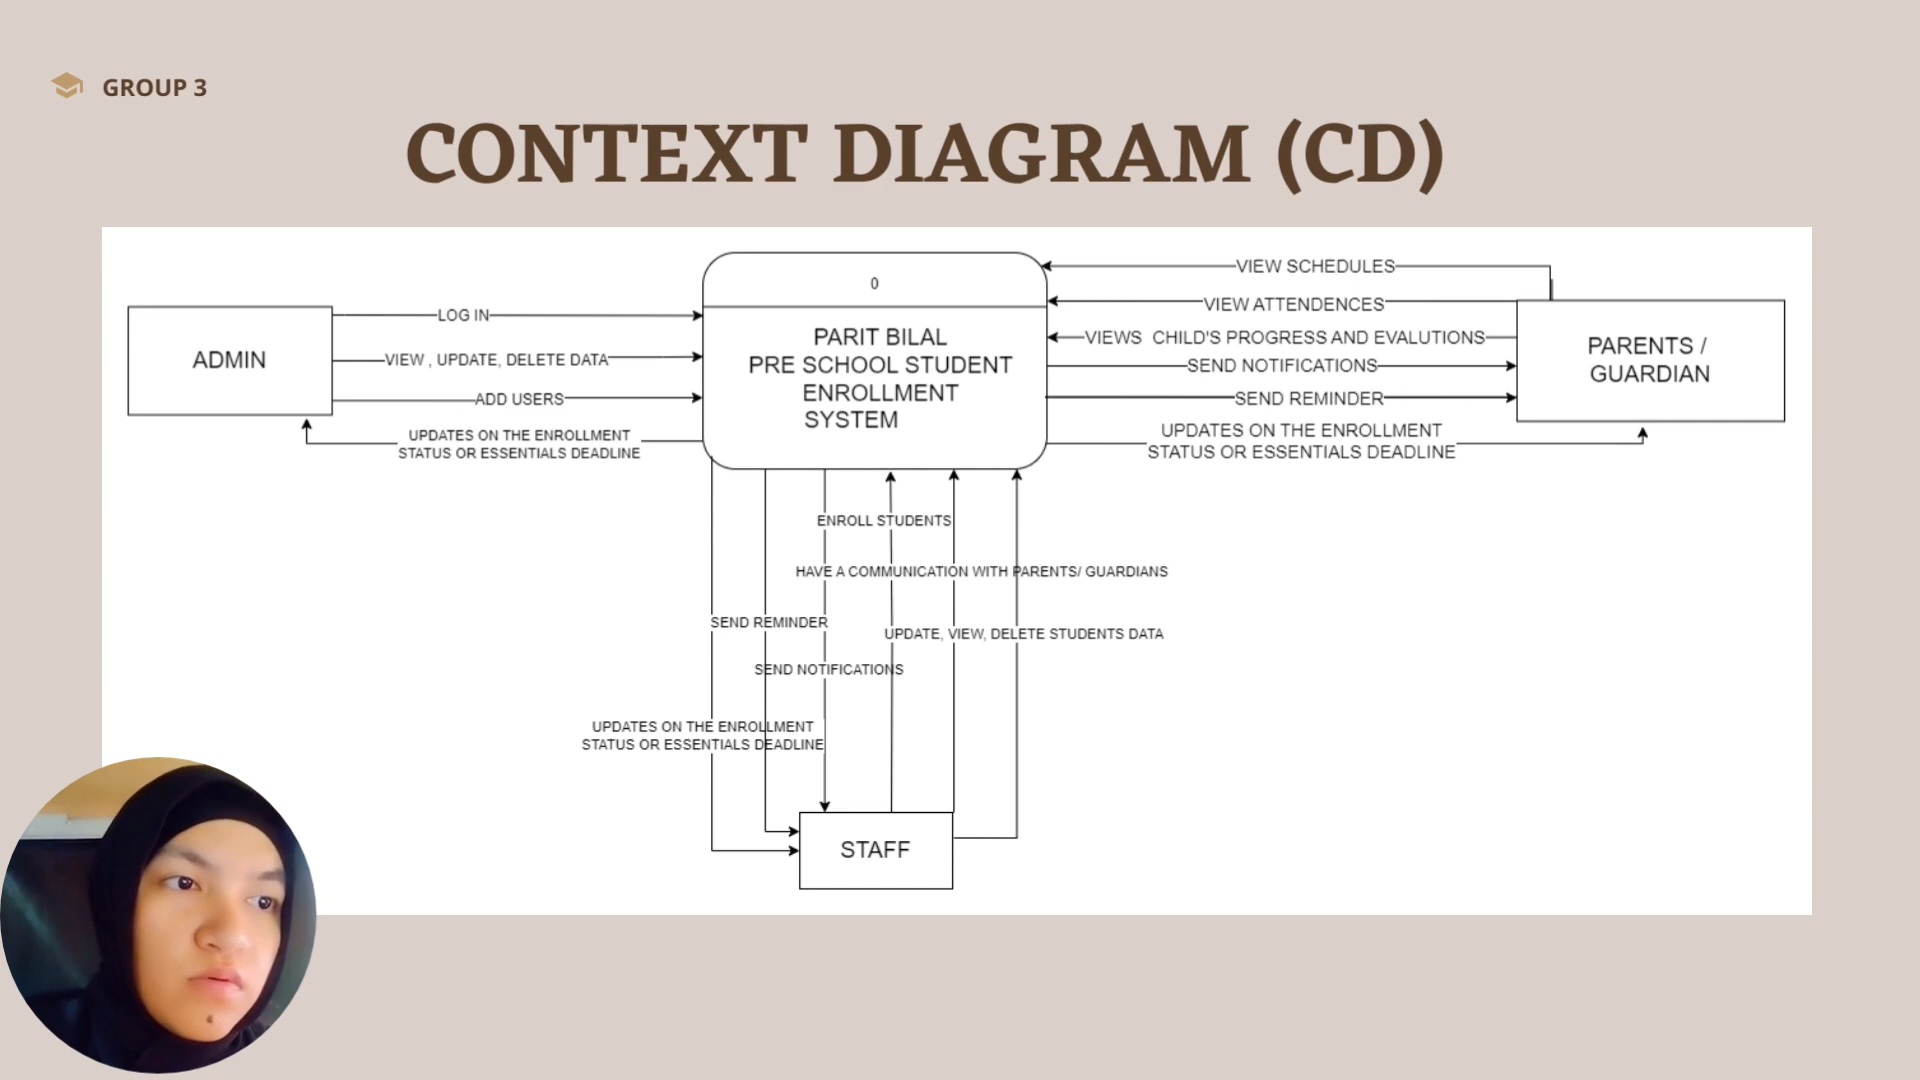 GROUP 3
CONTEXT DIAGRAM (CD)
0
PARIT BILAL
PRE SCHOOL STUDENT
ENROLLMENT
SYSTEM
ADMIN
LOG IN
VIEW , UPDATE, DELETE DATA
ADD USERS
UPDATES ON THE ENROLLMENT
STATUS OR ESSENTIALS DEADLINE
VIEW SCHEDULES
VIEW ATTENDENCES
VIEWS CHILD'S PROGRESS AND EVALUTIONS
SEND NOTIFICATIONS
SEND REMINDER
UPDATES ON THE ENROLLMENT
STATUS OR ESSENTIALS DEADLINE
PARENTS /
GUARDIAN
ENROLL STUDENTS
HAVE A COMMUNICATION WITH PARENTS/ GUARDIANS
SEND REMINDER
UPDATE, VIEW, DELETE STUDENTS DATA
SEND NOTIFICATIONS
UPDATES ON THE ENROLLMENT
STATUS OR ESSENTIALS DEADLINE
STAFF